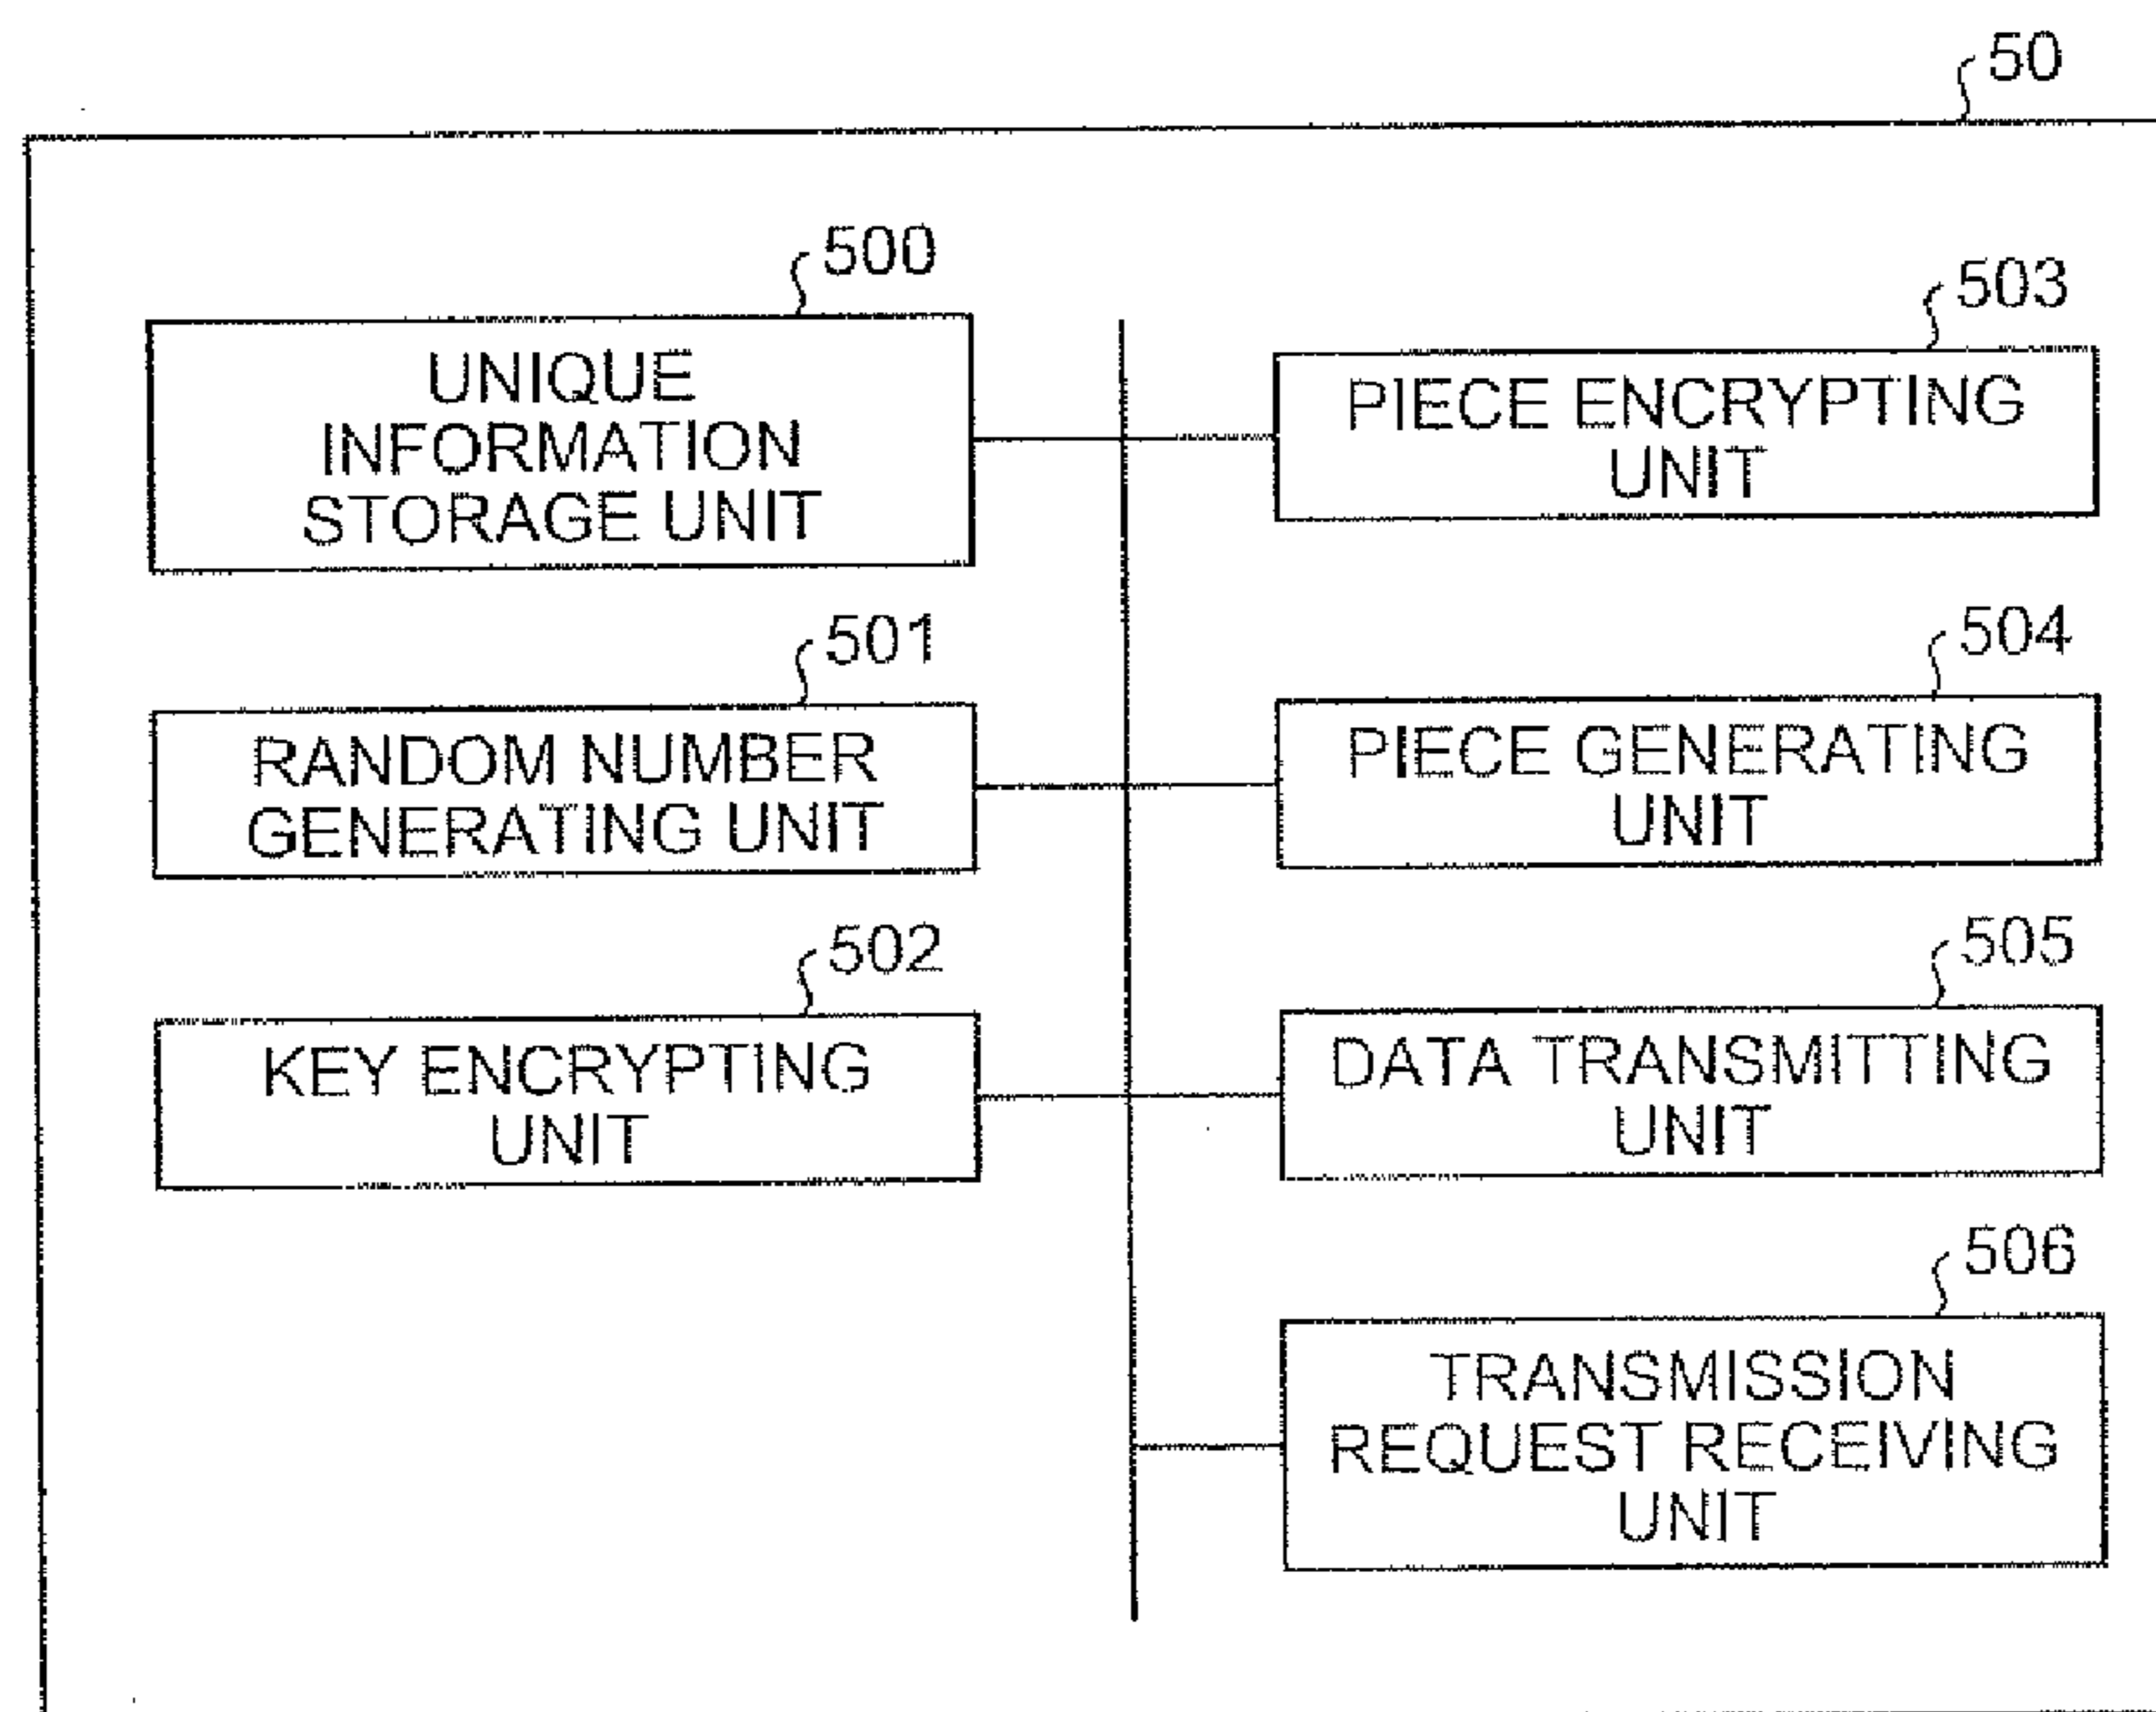 50
500
UNIQUE
INFORMATION
STORAGE UNIT
501
RANDOM NUMBER
GENERATING UNIT
502
KEY ENCRYPTING
UNIT
503
PIECE ENCRYPTING
UNIT
504
PIECE GENERATING
UNIT
505
DATA TRANSMITTING
UNIT
506
TRANSMISSION
REQUEST RECEIVING
UNIT